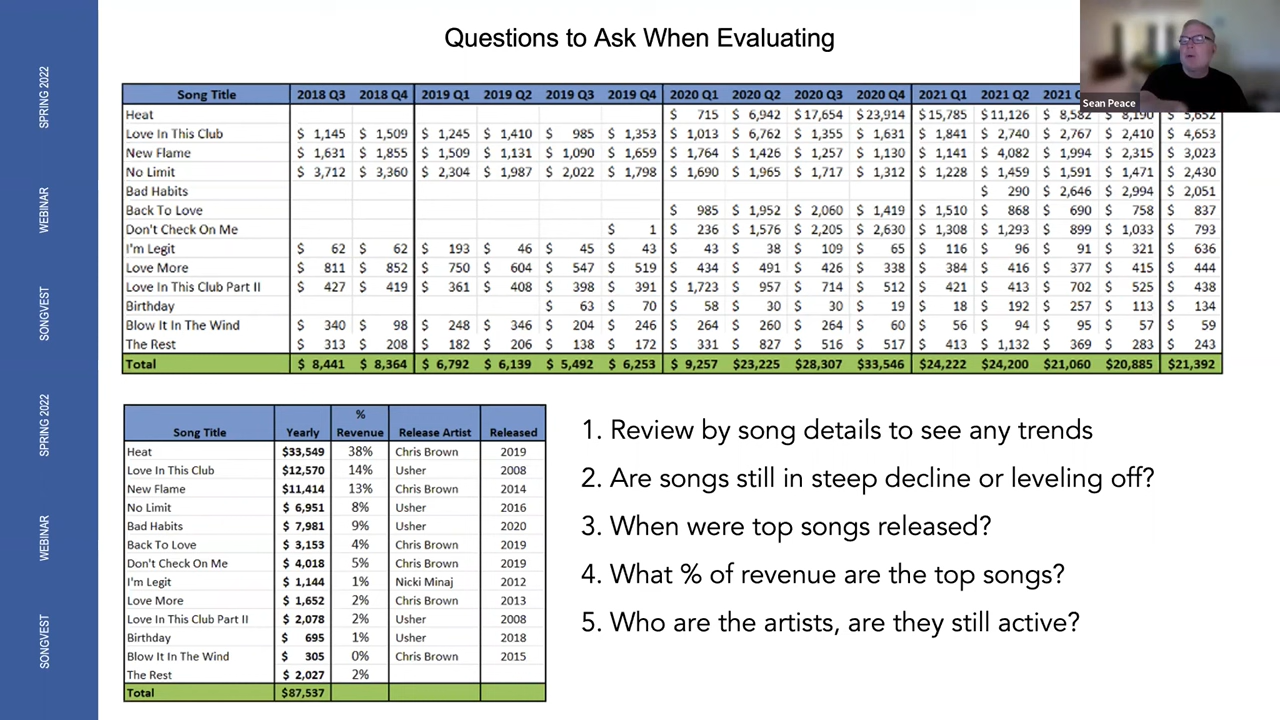 Questions to Ask When Evaluating
Sean Peace
Song Title 2018 Q3 2018 Q4 2019 Q1 2019 Q2 2019 Q3 2019 Q4 2020 Q1 2020 Q2 2020 Q3 2020 Q4 2021 Q1 2021 Q2 2021
Heat $ 715 $ 6,942 $17,654 $23,914 $15,785 $11,126 $ 8,582 $ 8,190 $ 5,652
Love In This Club $ 1,145 $ 1,509 $ 1,245 $ 1,410 $ 985 $ 1,353 $ 1,013 $ 6,762 $ 1,355 $ 1,631 $ 1,841 $ 2,740 $ 2,767 $ 2,410 $ 4,653
New Flame $ 1,631 $ 1,855 $ 1,509 $ 1,131 $ 1,090 $ 1,659 $ 1,764 $ 1,426 $ 1,257 $ 1,130 $ 1,141 $ 4,082 $ 1,994 $ 2,315 $ 3,023
No Limit $ 3,712 $ 3,360 $ 2,304 $ 1,987 $ 2,022 $ 1,798 $ 1,690 $ 1,965 $ 1,717 $ 1,312 $ 1,228 $ 1,459 $ 1,591 $ 1,471 $ 2,430
Bad Habits $ 290 $ 2,646 $ 2,994 $ 2,051
Back To Love $ 985 $ 1,952 $ 2,060 $ 1,419 $ 1,510 $ 868 $ 690 $ 758 $ 837
Don't Check On Me $ 1 $ 236 $ 1,576 $ 2,205 $ 2,630 $ 1,308 $ 1,293 $ 899 $ 1,033 $ 793
I'm Legit $ 62 $ 62 $ 193 $ 46 $ 45 $ 43 $ 43 $ 38 $ 109 $ 65 $ 116 $ 96 $ 91 $ 321 $ 636
Love More $ 811 $ 852 $ 750 $ 604 $ 547 $ 519 $ 434 $ 491 $ 426 $ 338 $ 384 $ 416 $ 377 $ 415 $ 444
Love In This Club Part II $ 427 $ 419 $ 361 $ 408 $ 398 $ 391 $ 1,723 $ 957 $ 714 $ 512 $ 421 $ 413 $ 702 $ 525 $ 438
Birthday $ 63 $ 70 $ 58 $ 30 $ 30 $ 19 $ 18 $ 192 $ 257 $ 113 $ 134
Blow It In The Wind $ 340 $ 98 $ 248 $ 346 $ 204 $ 246 $ 264 $ 260 $ 264 $ 60 $ 56 $ 94 $ 95 $ 57 $ 59
The Rest $ 313 $ 208 $ 182 $ 206 $ 138 $ 172 $ 331 $ 827 $ 516 $ 517 $ 413 $ 1,132 $ 369 $ 283 $ 243
Total $ 8,441 $ 8,364 $ 6,792 $ 6,139 $ 5,492 $ 6,253 $ 9,257 $23,225 $28,307 $33,546 $24,222 $24,200 $21,060 $20,885 $21,392
%
Song Title Yearly Revenue Release Artist Released
Heat $33,549 38% Chris Brown 2019
Love In This Club $12,570 14% Usher 2008
New Flame $11,414 13% Chris Brown 2014
No Limit $ 6,951 8% Usher 2016
Bad Habits $ 7,981 9% Usher 2020
Back To Love $ 3,153 4% Chris Brown 2019
Don't Check On Me $ 4,018 5% Chris Brown 2019
I'm Legit $ 1,144 1% Nicki Minaj 2012
Love More $ 1,652 2% Chris Brown 2013
Love In This Club Part II $ 2,078 2% Usher 2008
Birthday $ 695 1% Usher 2018
Blow It In The Wind $ 305 0% Chris Brown 2015
The Rest $ 2,027 2%
Total $87,537
1. Review by song details to see any trends
2. Are songs still in steep decline or leveling off?
3. When were top songs released?
4. What % of revenue are the top songs?
5. Who are the artists, are they still active?
SPRING 2022
WEBINAR
SONGVEST
SPRING 2022
WEBINAR
SONGVEST